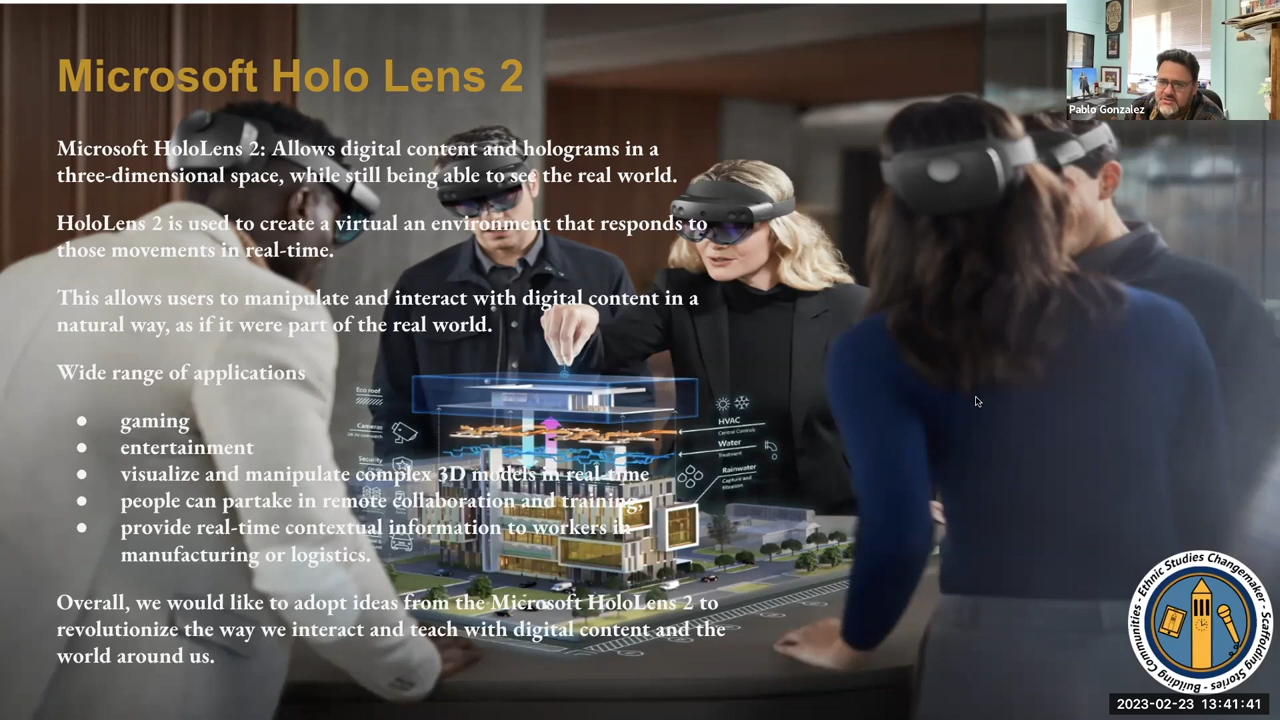 Microsoft Holo Lens 2
Pablo Gonzalez
Microsoft HoloLens 2: Allows digital content and holograms in a
three-dimensional space, while still being able to see the real world.
HoloLens 2 is used to create a virtual an environment that responds to
those movements in real-time.
This allows users to manipulate and interact with digital content in a
natural way, as if it were part of the real world.
Wide range of applications
● gaming
● entertainment
● visualize and manipulate complex 3D models in real-time
● people can partake in remote collaboration and training,
● provide real-time contextual information to workers in
manufacturing or logistics.
Eco roof
Cameras
Security
HVAC
Central Controls
Water
Treatment
Rainwater
Capture and
filtration
Overall, we would like to adopt ideas from the Microsoft HoloLens 2 to
revolutionize the way we interact and teach with digital content and the
world around us.
Ethnic Studies Changemaker - Scaffolding Stories - Building Communities -
2023-02-23 13:41:41